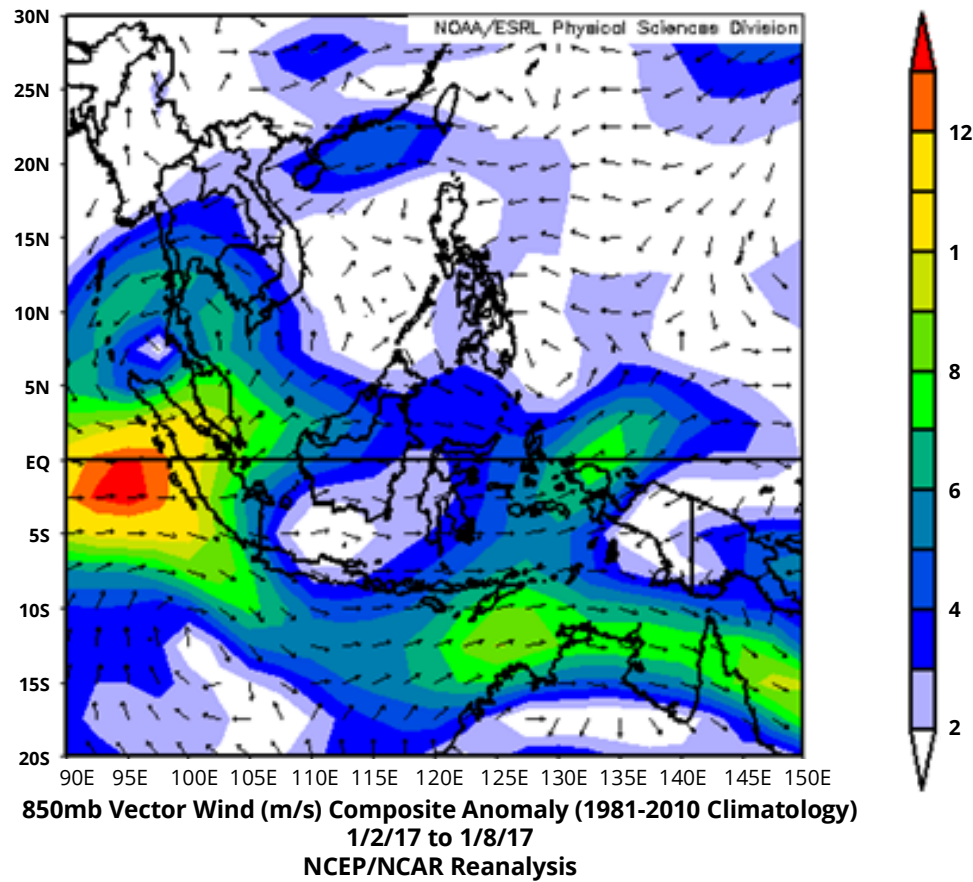 30N
NOAA/ESRL Physical Sciences Division
25N
20N
15N
10N
5N
EQ
5S
10S
15S
20S
90E 95E 100E 105E 110E 115E 120E 125E 130E 135E 140E 145E 150E
12
1
8
6
4
2
850mb Vector Wind (m/s) Composite Anomaly (1981-2010 Climatology)
1/2/17 to 1/8/17
NCEP/NCAR Reanalysis